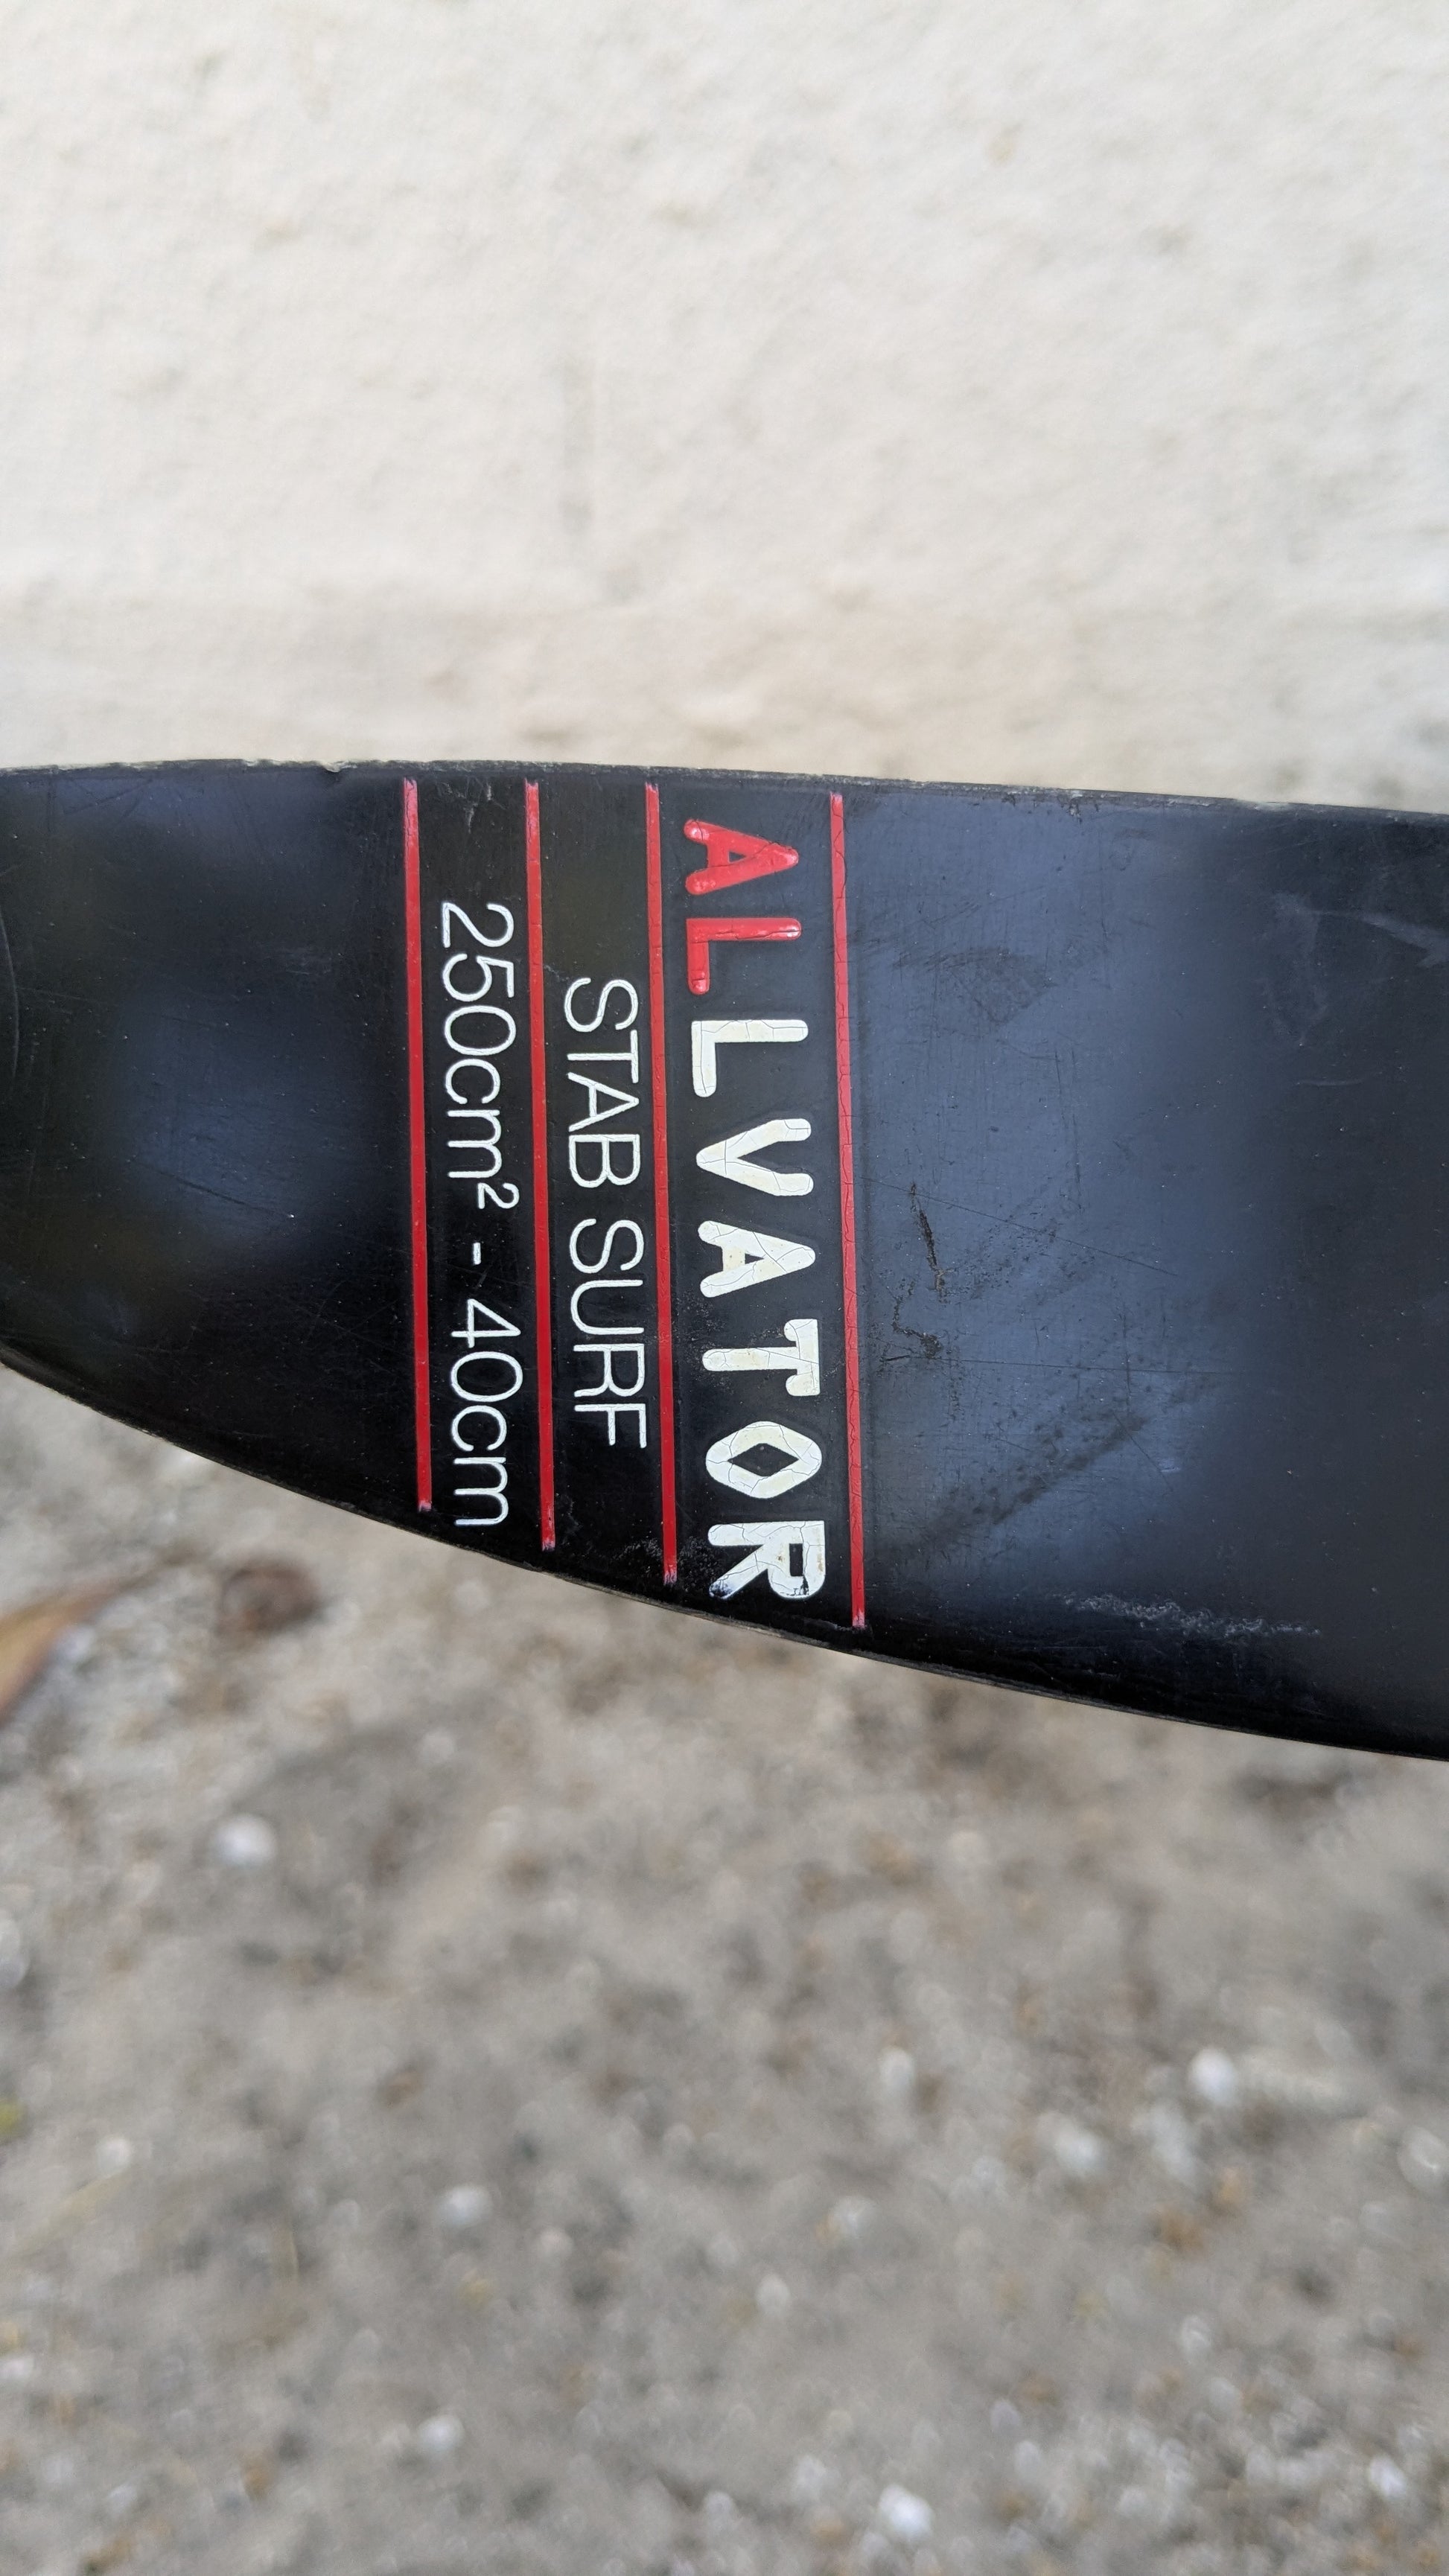 ALLVATOR
STAB SURF
250cm² - 40cm